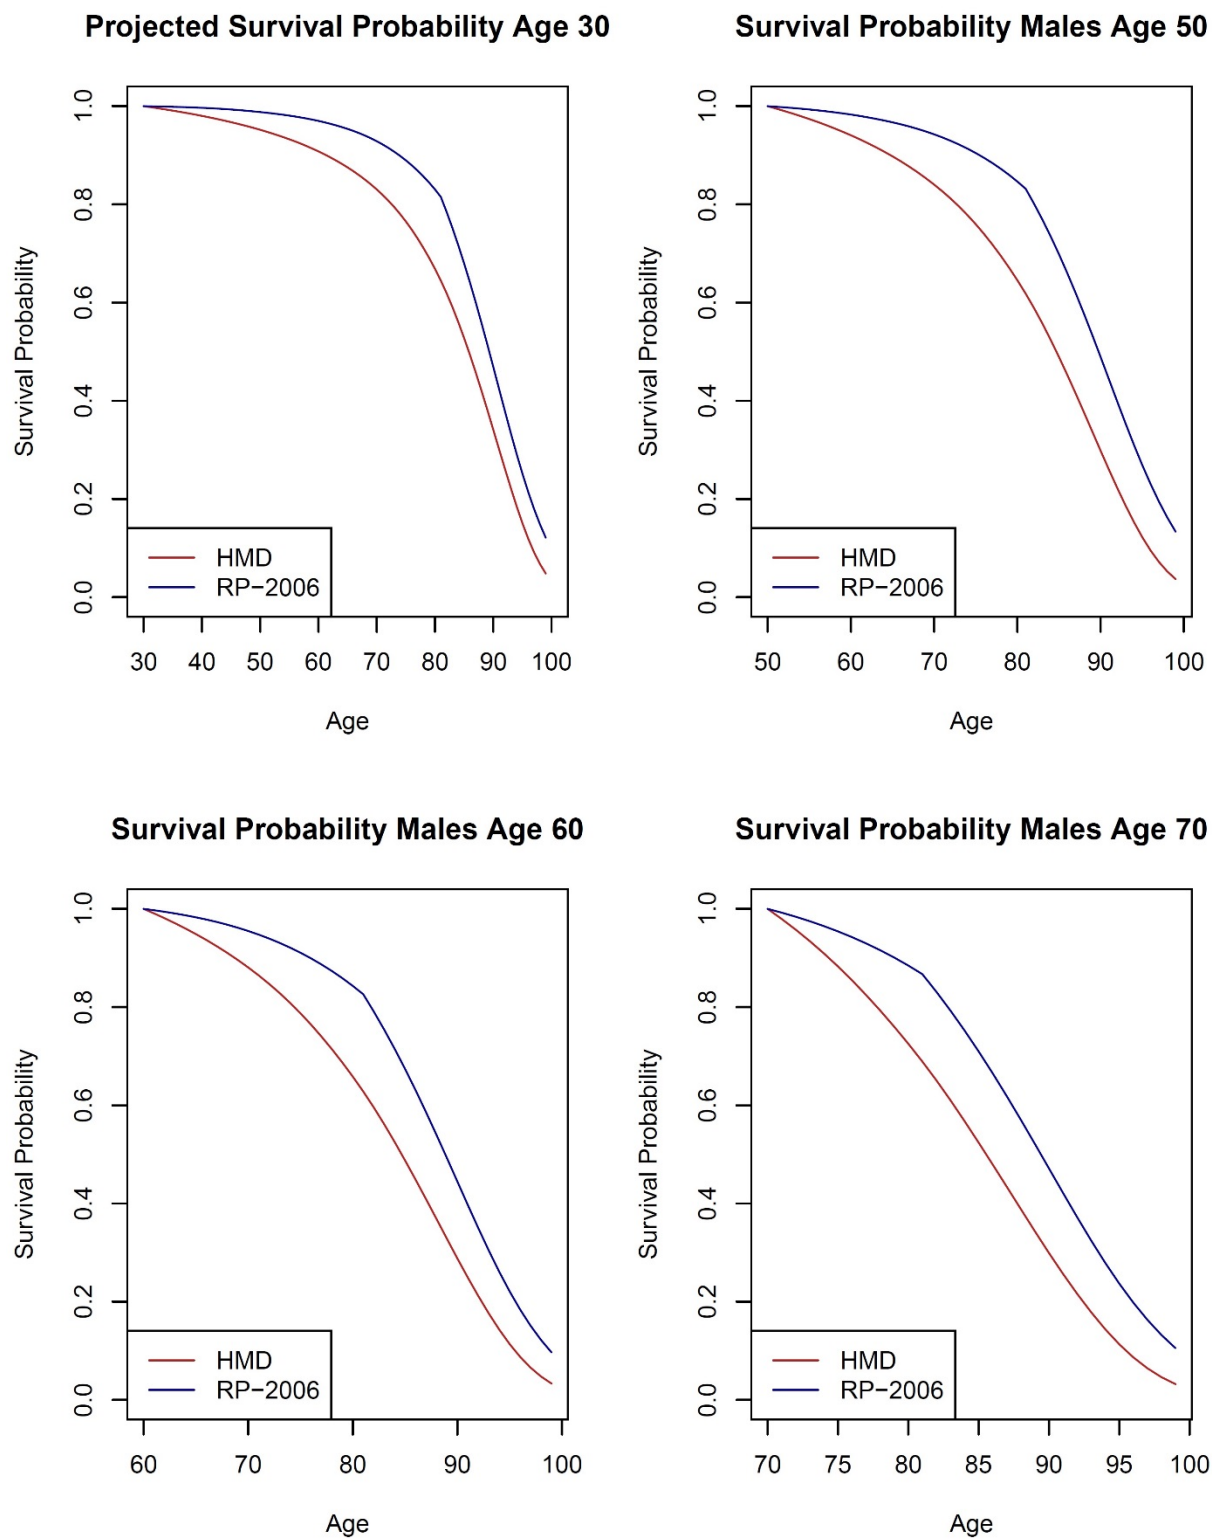 Projected Survival Probability Age 30
Survival Probability
1.0
0.8
0.6
0.4
0.2
0.0
HMD
RP−2006
30 40 50 60 70 80 90 100
Age
Survival Probability Males Age 50
Survival Probability
1.0
0.8
0.6
0.4
0.2
0.0
HMD
RP−2006
50 60 70 80 90 100
Age
Survival Probability Males Age 60
Survival Probability
1.0
0.8
0.6
0.4
0.2
0.0
HMD
RP−2006
60 70 80 90 100
Age
Survival Probability Males Age 70
Survival Probability
1.0
0.8
0.6
0.4
0.2
0.0
HMD
RP−2006
70 75 80 85 90 95 100
Age